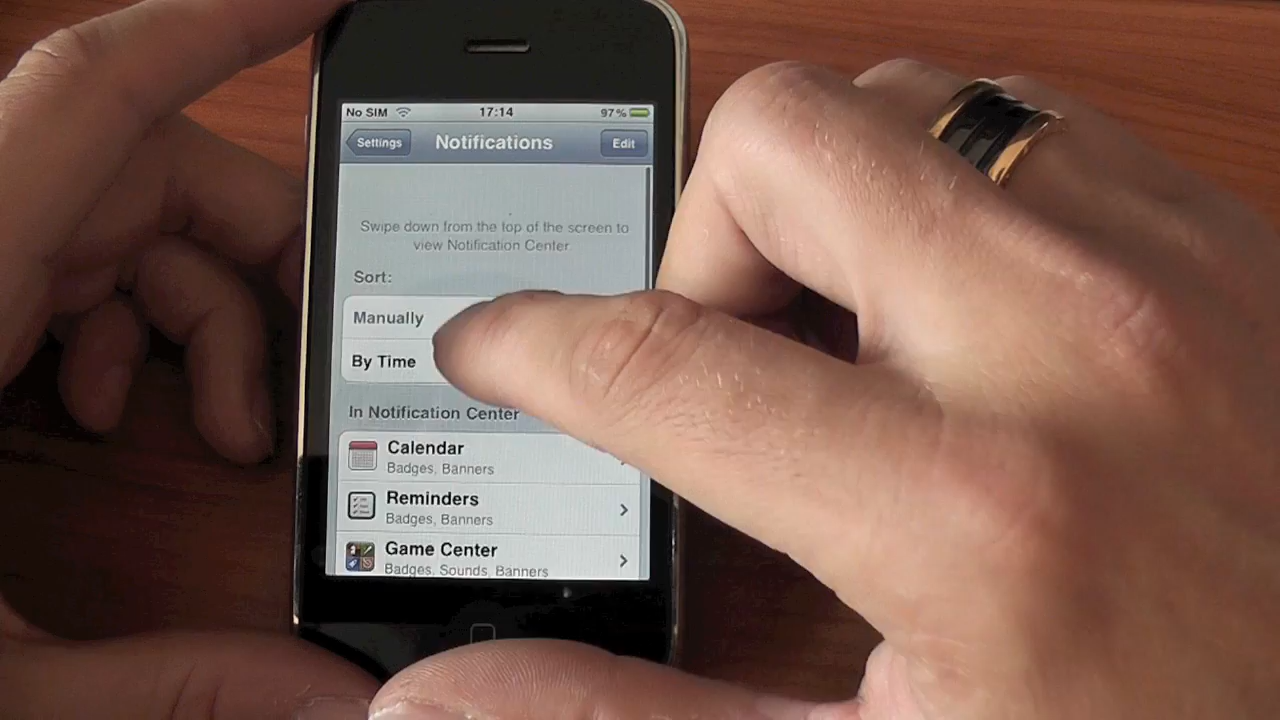 No SIM 17:14 97%
Settings Notifications Edit
Swipe down from the top of the screen to
view Notification Center.
Sort:
Manually
By Time
In Notification Center
Calendar
Badges, Banners
Reminders
Badges, Banners
Game Center
Badges, Sounds, Banners